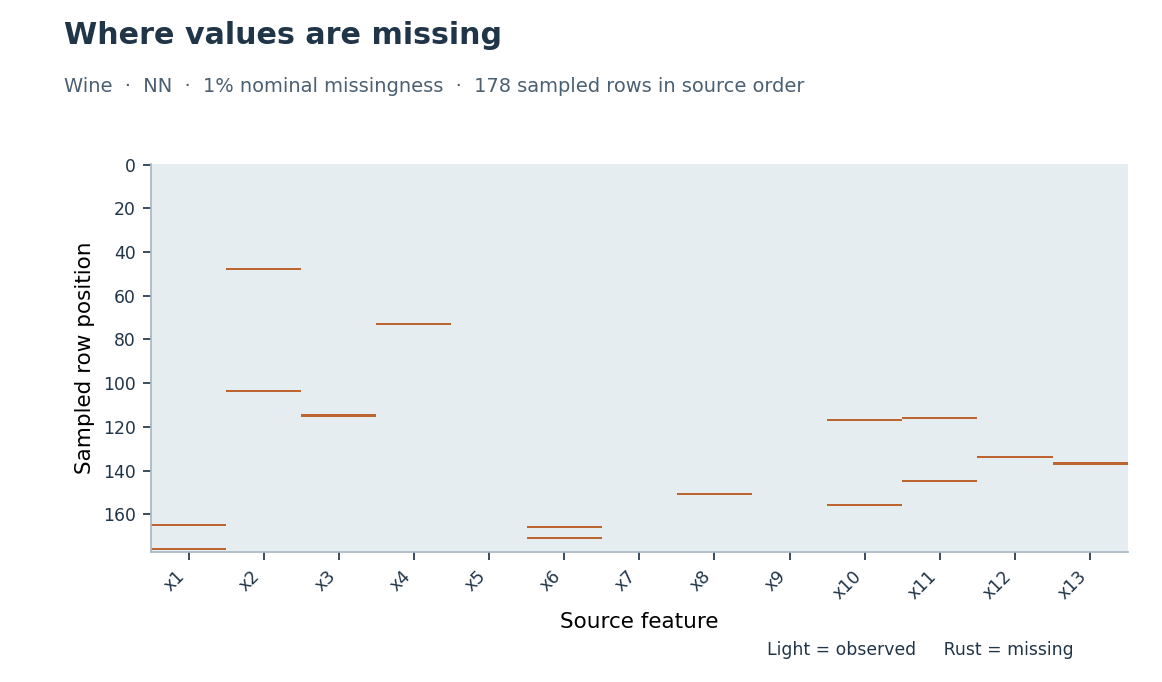 Where values are missing
Wine · NN · 1% nominal missingness · 178 sampled rows in source order
Sampled row position
0
20
40
60
80
100
120
140
160
x1 x2 x3 x4 x5 x6 x7 x8 x9 x10 x11 x12 x13
Source feature
Light = observed Rust = missing